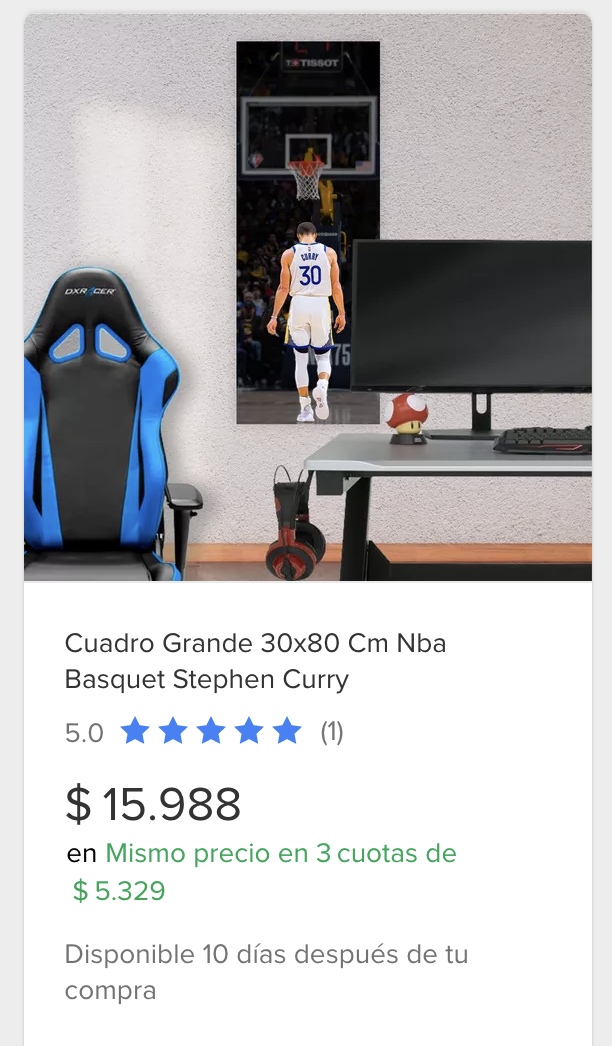 T+TISSOT
CURRY
30
75
DXRACER
Cuadro Grande 30x80 Cm Nba
Basquet Stephen Curry
5.0 (1)
$ 15.988
en Mismo precio en 3 cuotas de
$ 5.329
Disponible 10 días después de tu
compra